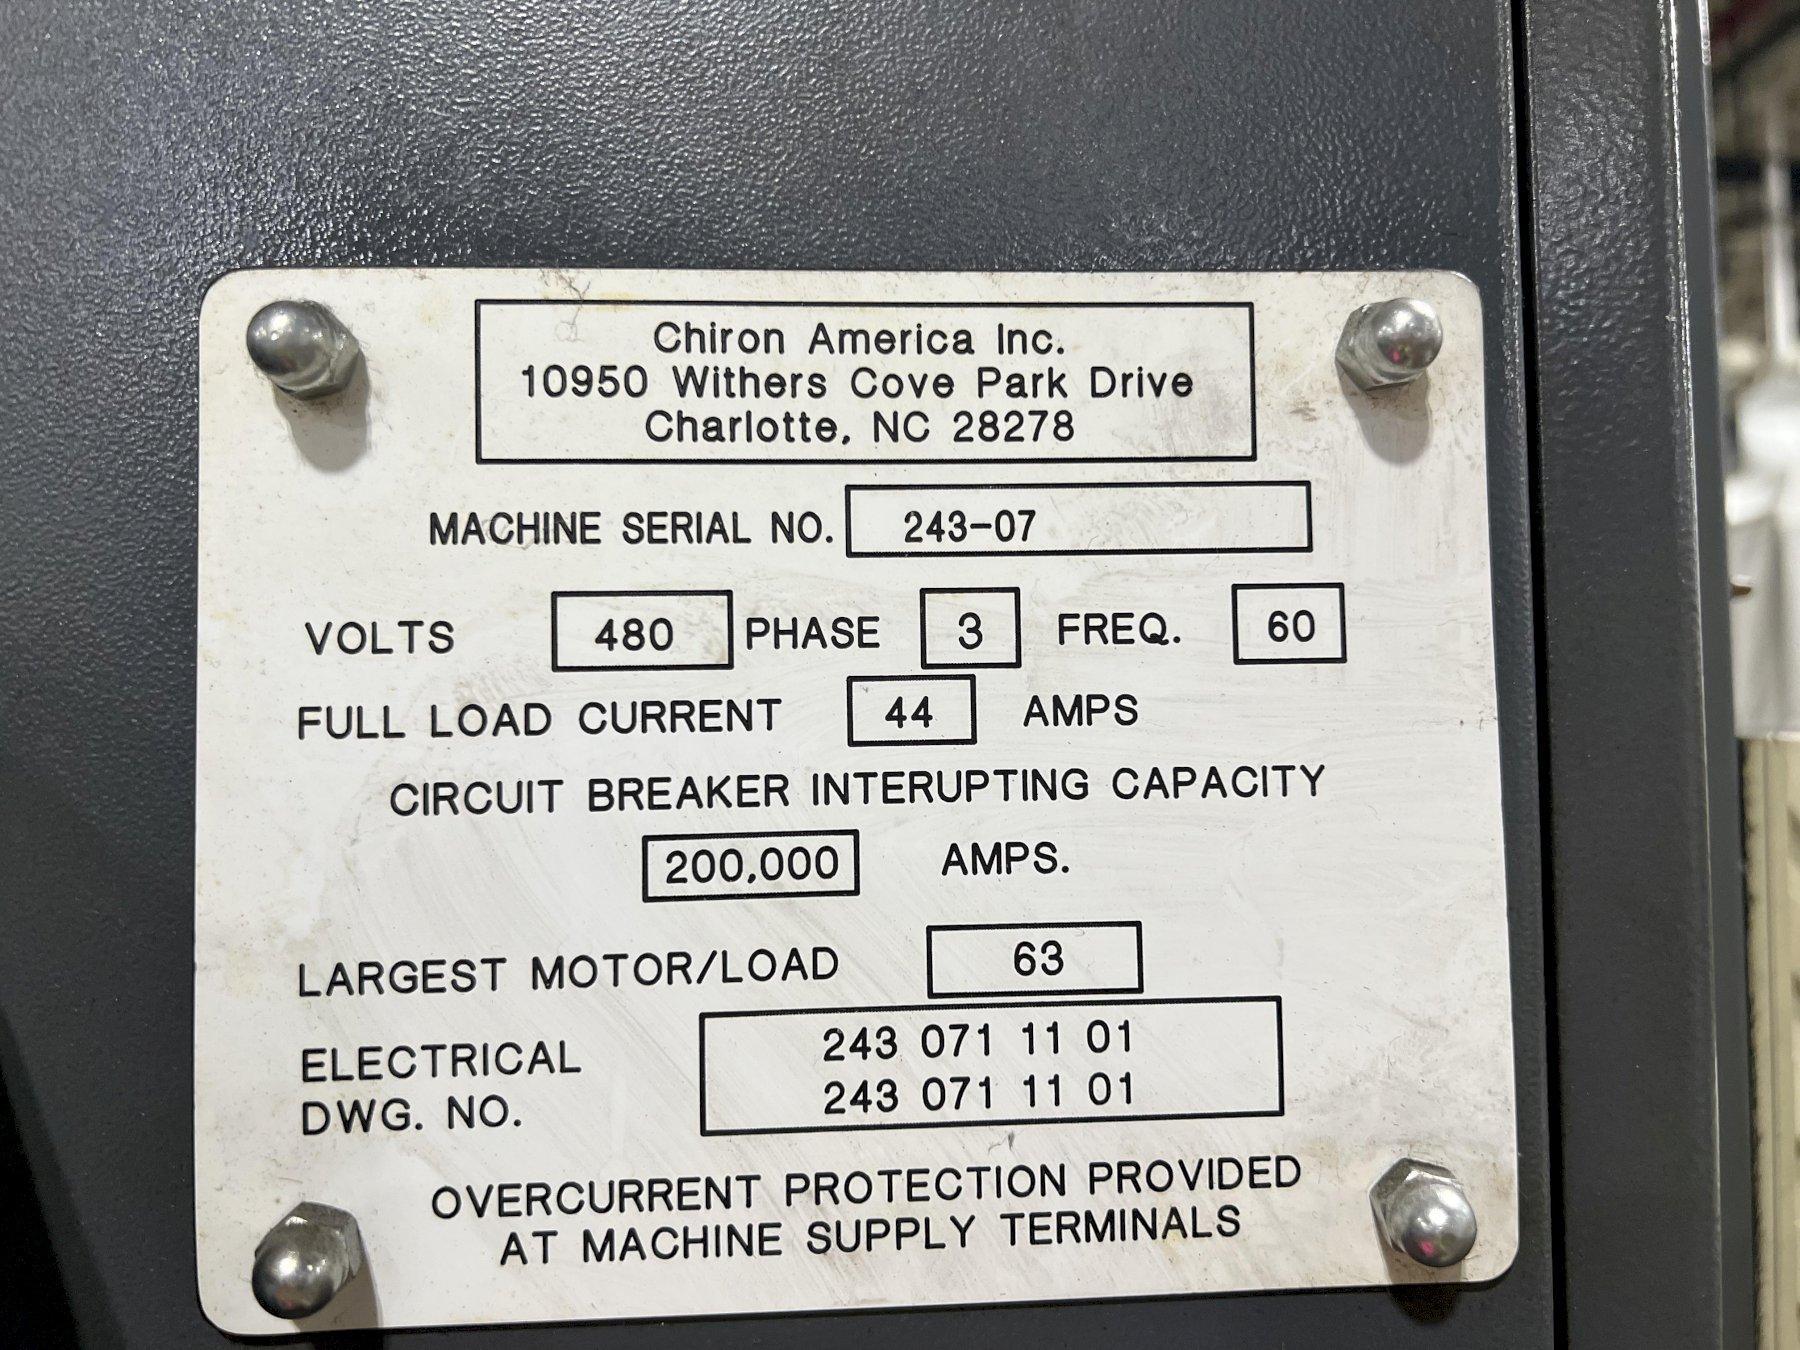 Chiron America Inc.
10950 Withers Cove Park Drive
Charlotte, NC 28278
MACHINE SERIAL NO. 243-07
VOLTS 480 PHASE 3 FREQ. 60
FULL LOAD CURRENT 44 AMPS
CIRCUIT BREAKER INTERUPTING CAPACITY
200,000 AMPS.
LARGEST MOTOR/LOAD 63
ELECTRICAL 243 071 11 01
DWG. NO. 243 071 11 01
OVERCURRENT PROTECTION PROVIDED
AT MACHINE SUPPLY TERMINALS